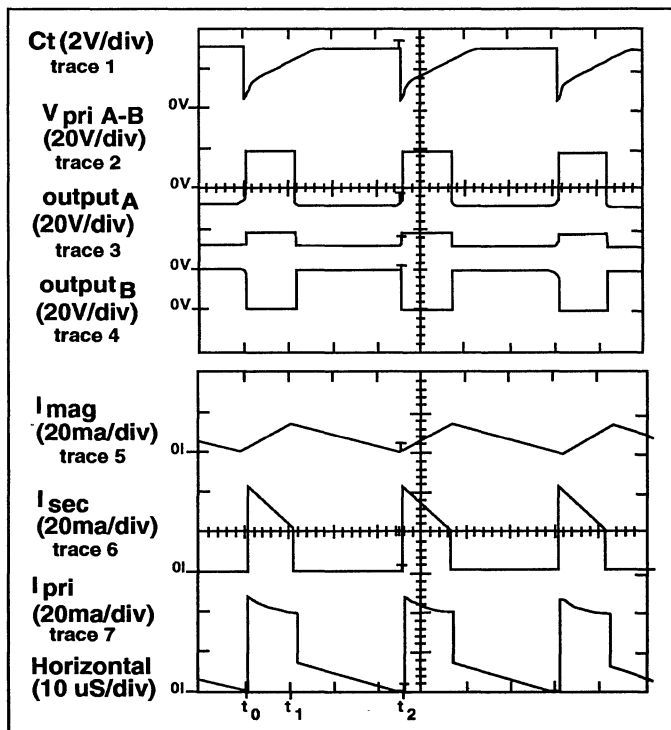 Ct (2V/div)
trace 1
0V
V pri A-B
(20V/div)
trace 2
0V
output A
(20V/div)
trace 3
0V
output B
(20V/div)
trace 4
0V
I mag
(20ma/div)
trace 5
0I
I sec
(20ma/div)
trace 6
0I
I pri
(20ma/div)
trace 7
Horizontal
(10 uS/div)
0I
t0 t1 t2